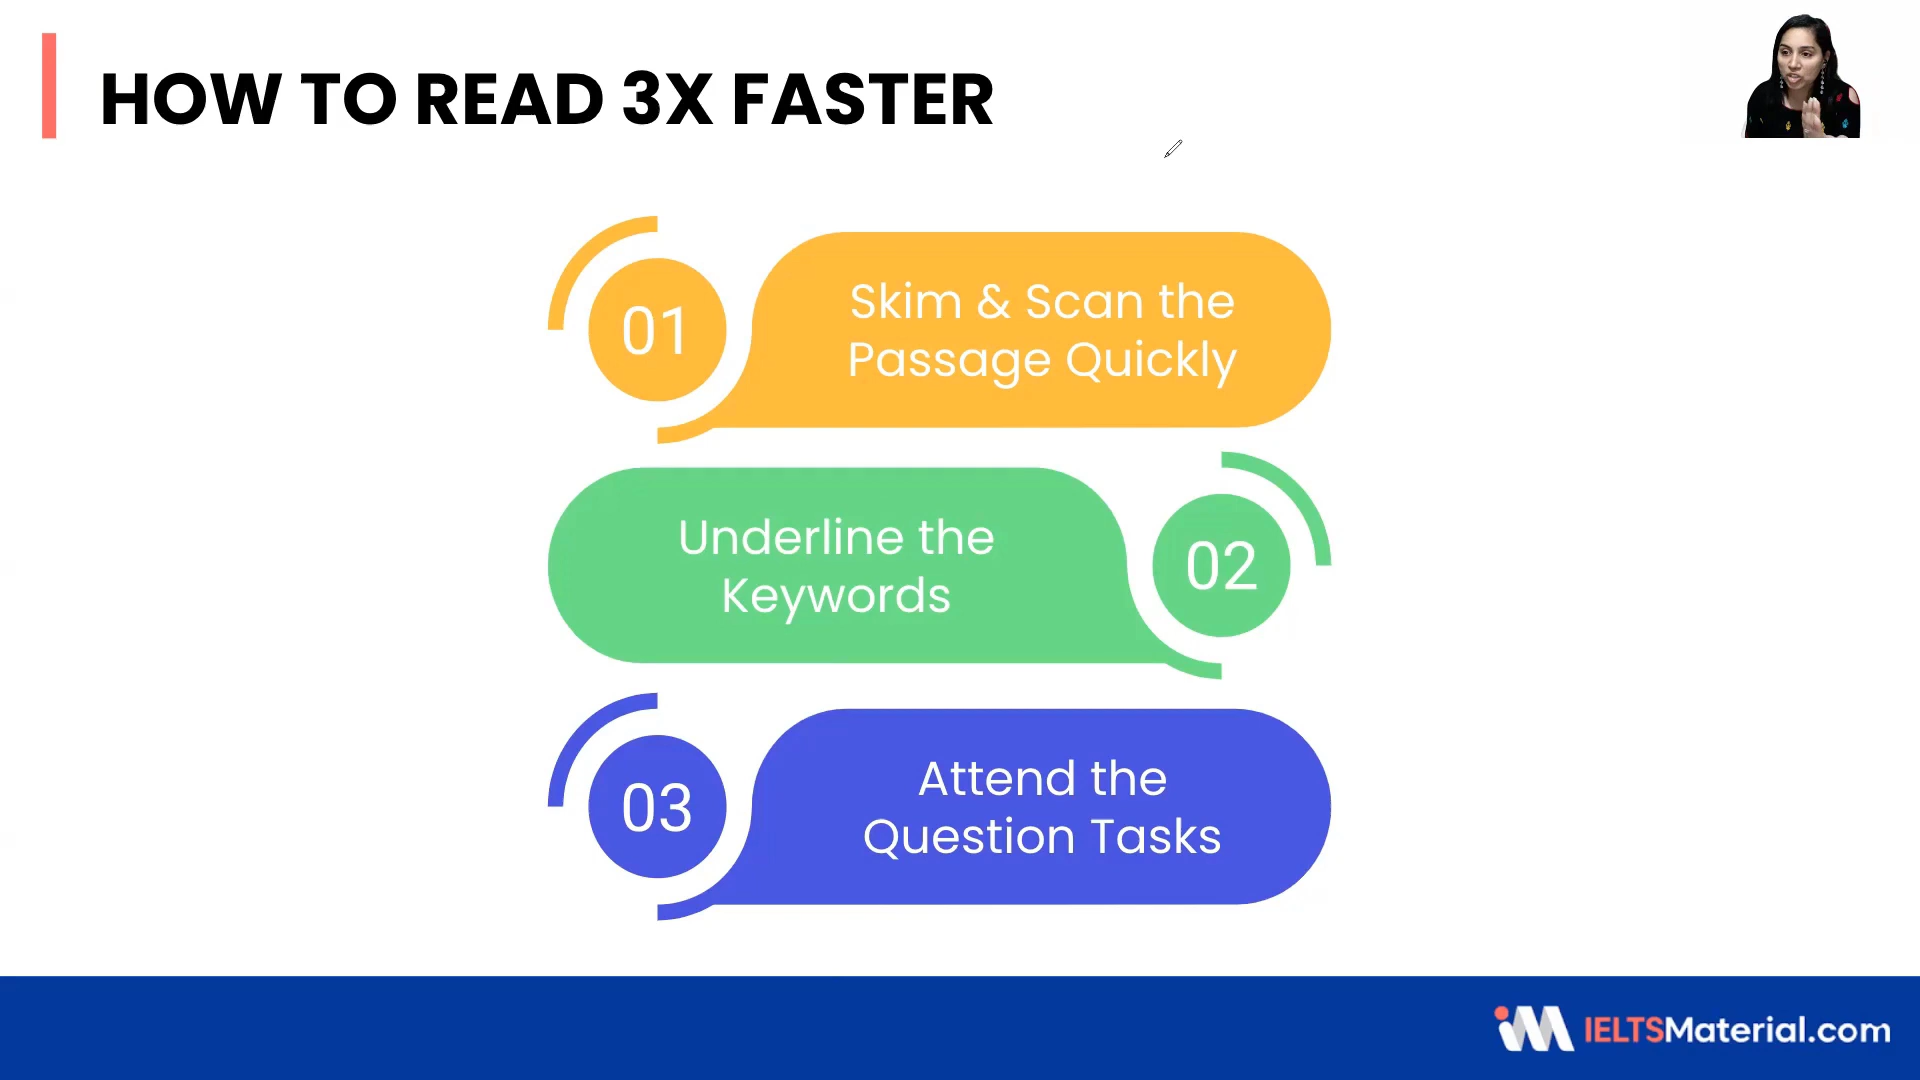 HOW TO READ 3X FASTER
01
Skim & Scan the
Passage Quickly
Underline the
Keywords
02
03
Attend the
Question Tasks
iM IELTSMaterial.com